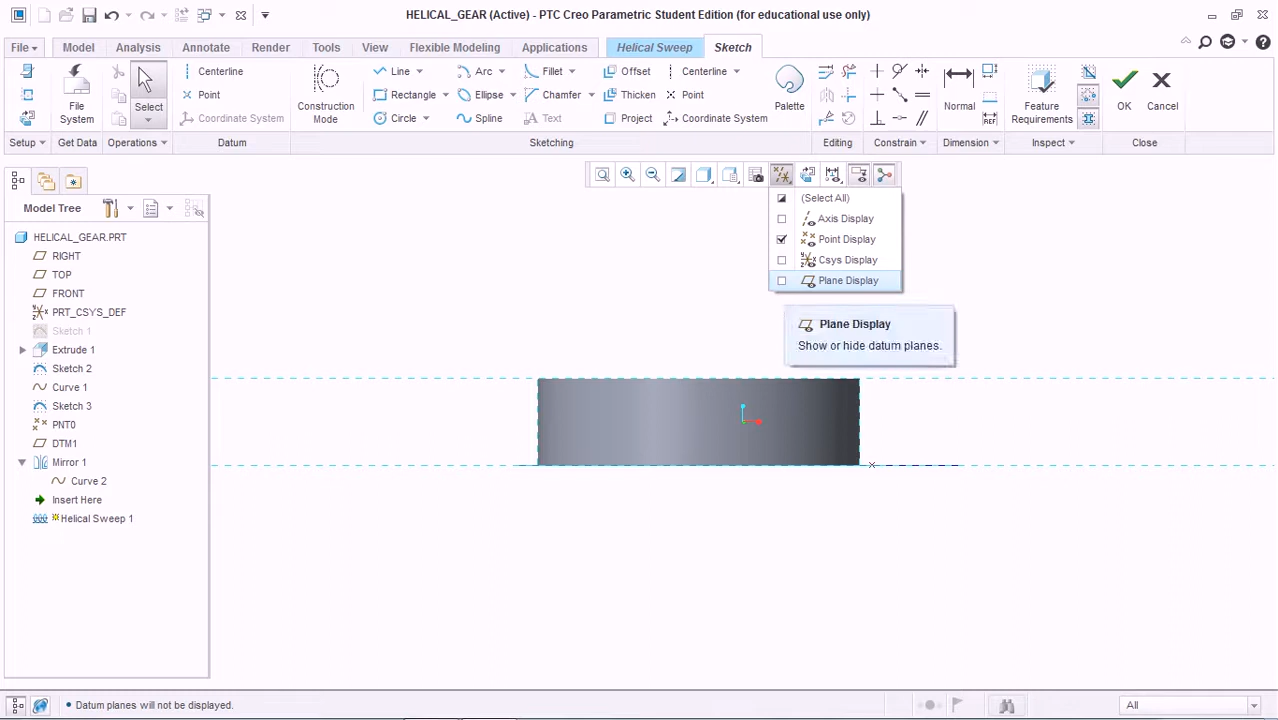 HELICAL_GEAR (Active) - PTC Creo Parametric Student Edition (for educational use only)
File Model Analysis Annotate Render Tools View Flexible Modeling Applications Helical Sweep Sketch
Centerline Line Arc Fillet Offset Centerline
File System Select Point Construction Mode Rectangle Ellipse Chamfer Thicken Point Palette Normal Feature Requirements OK Cancel
Coordinate System Circle Spline Text Project Coordinate System REF
Setup Get Data Operations Datum Sketching Editing Constrain Dimension Inspect Close
Model Tree
HELICAL_GEAR.PRT
RIGHT
TOP
FRONT
PRT_CSYS_DEF
Sketch 1
Extrude 1
Sketch 2
Curve 1
Sketch 3
PNT0
DTM1
Mirror 1
Curve 2
Insert Here
Helical Sweep 1
(Select All)
Axis Display
Point Display
Csys Display
Plane Display
Plane Display
Show or hide datum planes.
Datum planes will not be displayed.
All